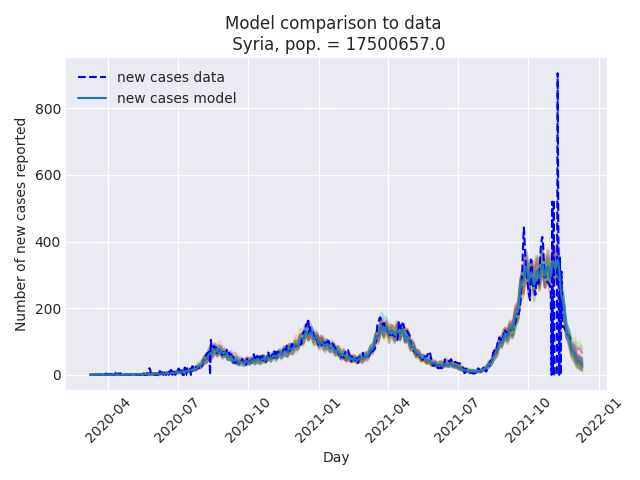 Model comparison to data
Syria, pop. = 17500657.0
new cases data
new cases model
Number of new cases reported
800
600
400
200
0
2020-04
2020-07
2020-10
2021-01
2021-04
2021-07
2021-10
2022-01
Day